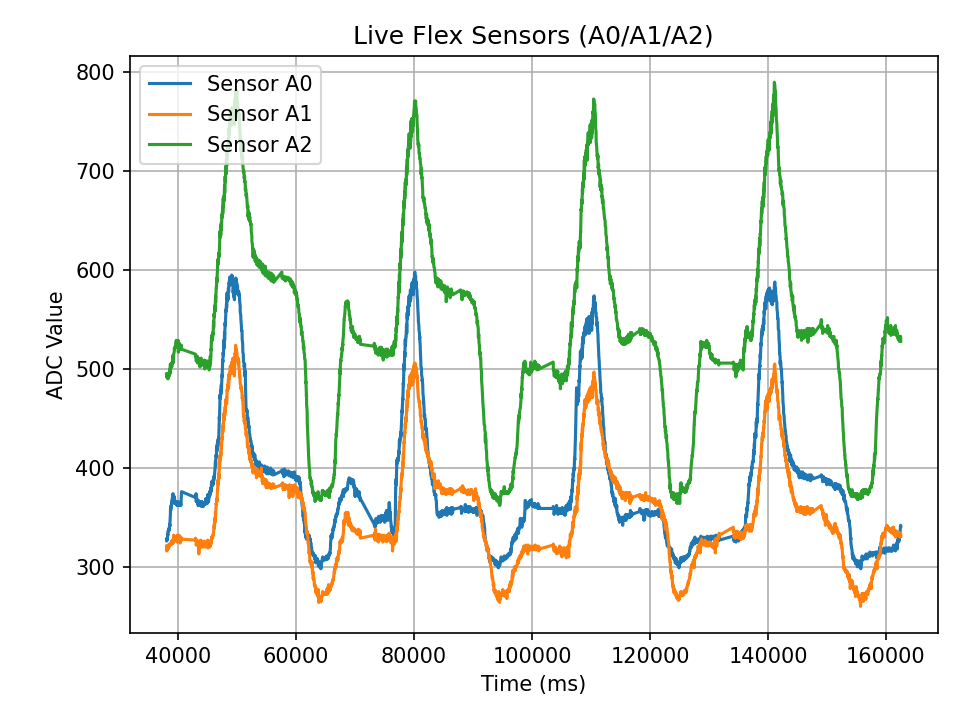 Live Flex Sensors (A0/A1/A2)
Sensor A0
Sensor A1
Sensor A2
800
700
600
500
400
300
ADC Value
40000 60000 80000 100000 120000 140000 160000
Time (ms)